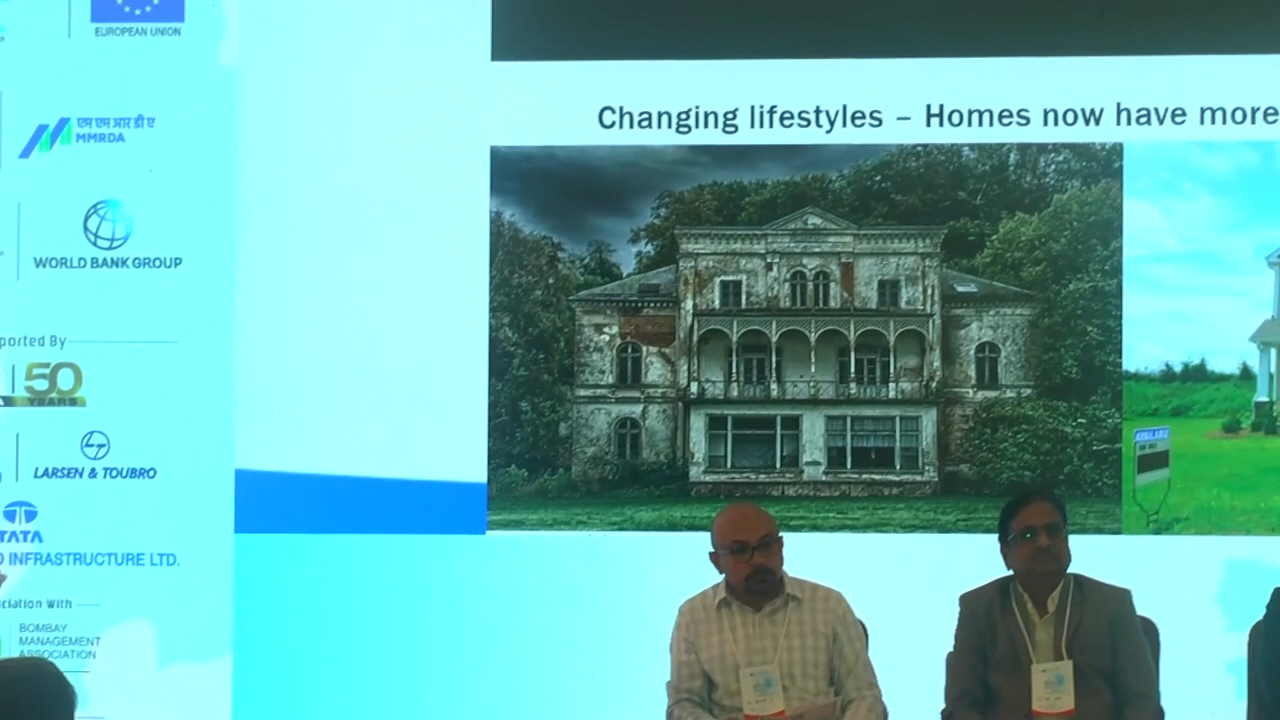 EUROPEAN UNION
एम एम आर डी ए
MMRDA
WORLD BANK GROUP
ported By
50
YEARS
LARSEN & TOUBRO
TATA
INFRASTRUCTURE LTD.
ciation With
BOMBAY
MANAGEMENT
ASSOCIATION
Changing lifestyles – Homes now have more
AVAILABLE